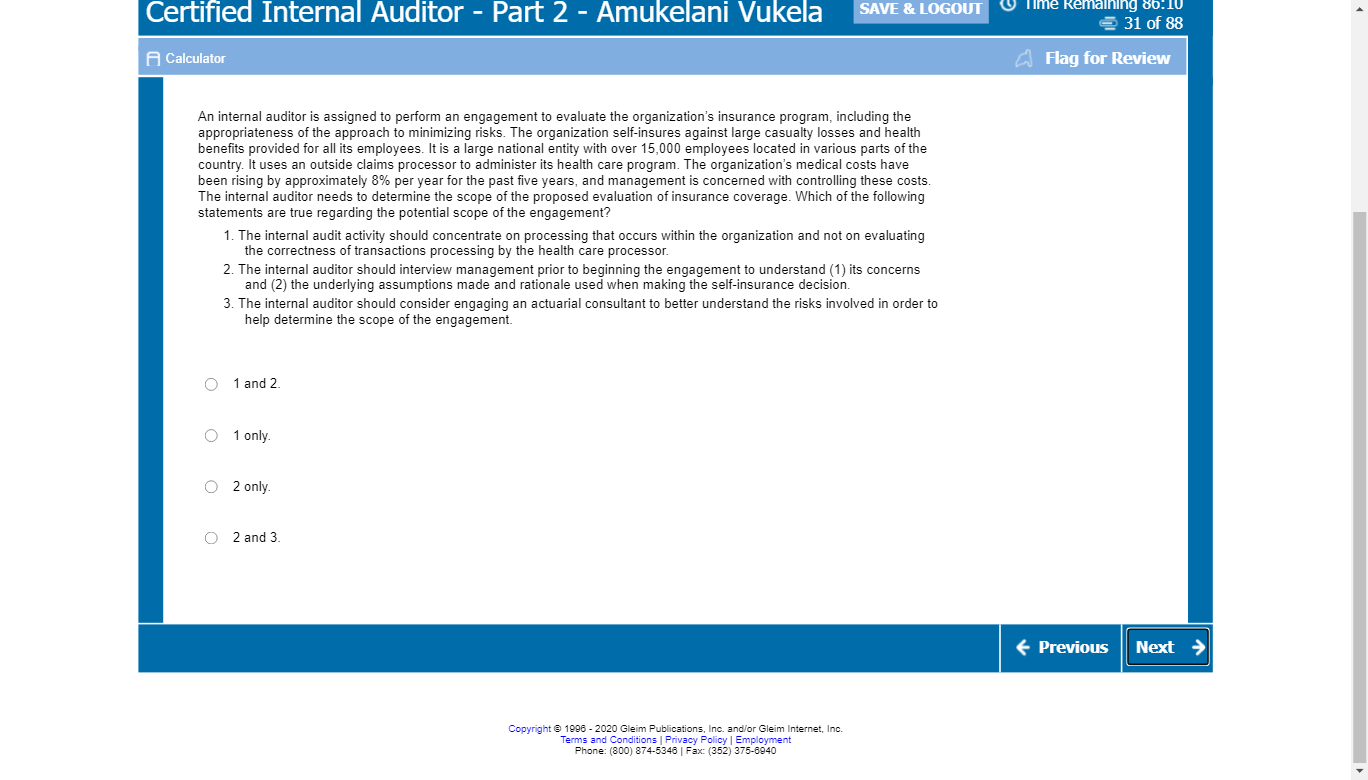 Certified Internal Auditor - Part 2 - Amukelani Vukela
SAVE & LOGOUT
Time Remaining 86:10
31 of 88
Calculator
Flag for Review
An internal auditor is assigned to perform an engagement to evaluate the organization's insurance program, including the
appropriateness of the approach to minimizing risks. The organization self-insures against large casualty losses and health
benefits provided for all its employees. It is a large national entity with over 15,000 employees located in various parts of the
country. It uses an outside claims processor to administer its health care program. The organization's medical costs have
been rising by approximately 8% per year for the past five years, and management is concerned with controlling these costs.
The internal auditor needs to determine the scope of the proposed evaluation of insurance coverage. Which of the following
statements are true regarding the potential scope of the engagement?
1. The internal audit activity should concentrate on processing that occurs within the organization and not on evaluating
the correctness of transactions processing by the health care processor.
2. The internal auditor should interview management prior to beginning the engagement to understand (1) its concerns
and (2) the underlying assumptions made and rationale used when making the self-insurance decision.
3. The internal auditor should consider engaging an actuarial consultant to better understand the risks involved in order to
help determine the scope of the engagement.
1 and 2.
1 only.
2 only.
2 and 3.
Previous
Next
Copyright © 1996 - 2020 Gleim Publications, Inc. and/or Gleim Internet, Inc.
Terms and Conditions | Privacy Policy | Employment
Phone: (800) 874-5346 | Fax: (352) 375-6940